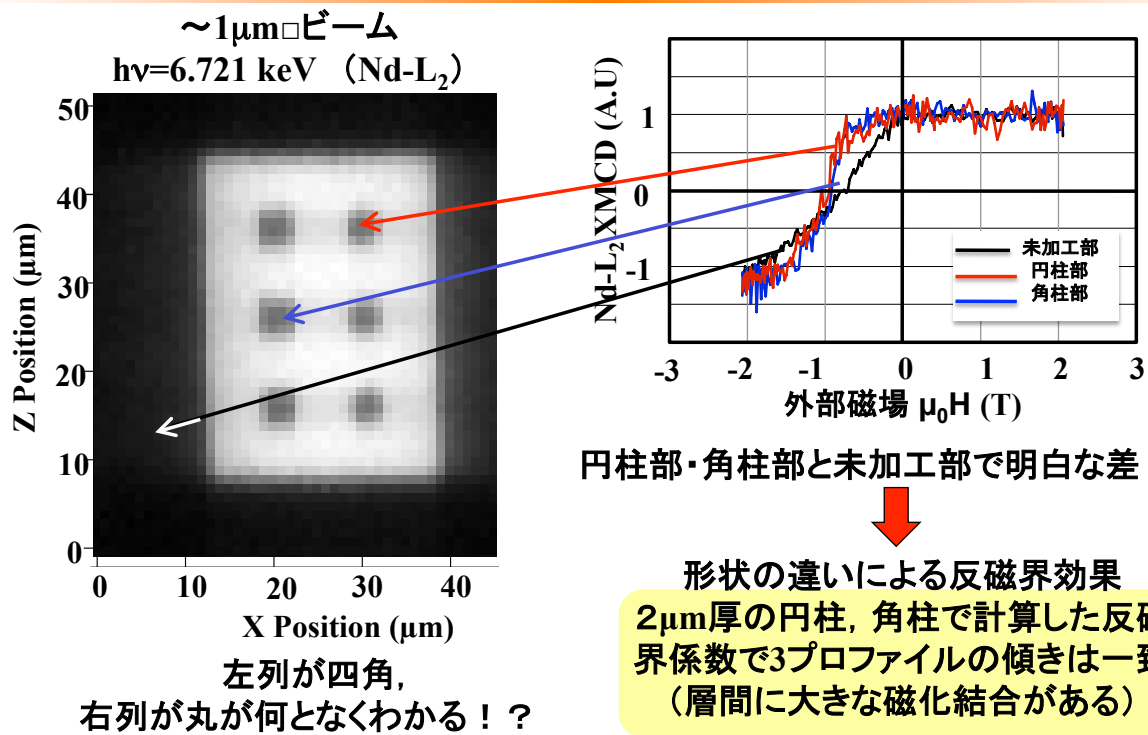 ～1μm□ビーム
hν=6.721 keV （Nd-L2）
50
40
30
20
10
0
Z Position (μm)
0 10 20 30 40
X Position (μm)
左列が四角，
右列が丸が何となくわかる！？
Nd-L2 XMCD (A.U)
1
0
-1
未加工部
円柱部
角柱部
-3 -2 -1 0 1 2 3
外部磁場 μ0H (T)
円柱部・角柱部と未加工部で明白な差
形状の違いによる反磁界効果
2μm厚の円柱，角柱で計算した反磁
界係数で3プロファイルの傾きは一致
（層間に大きな磁化結合がある）